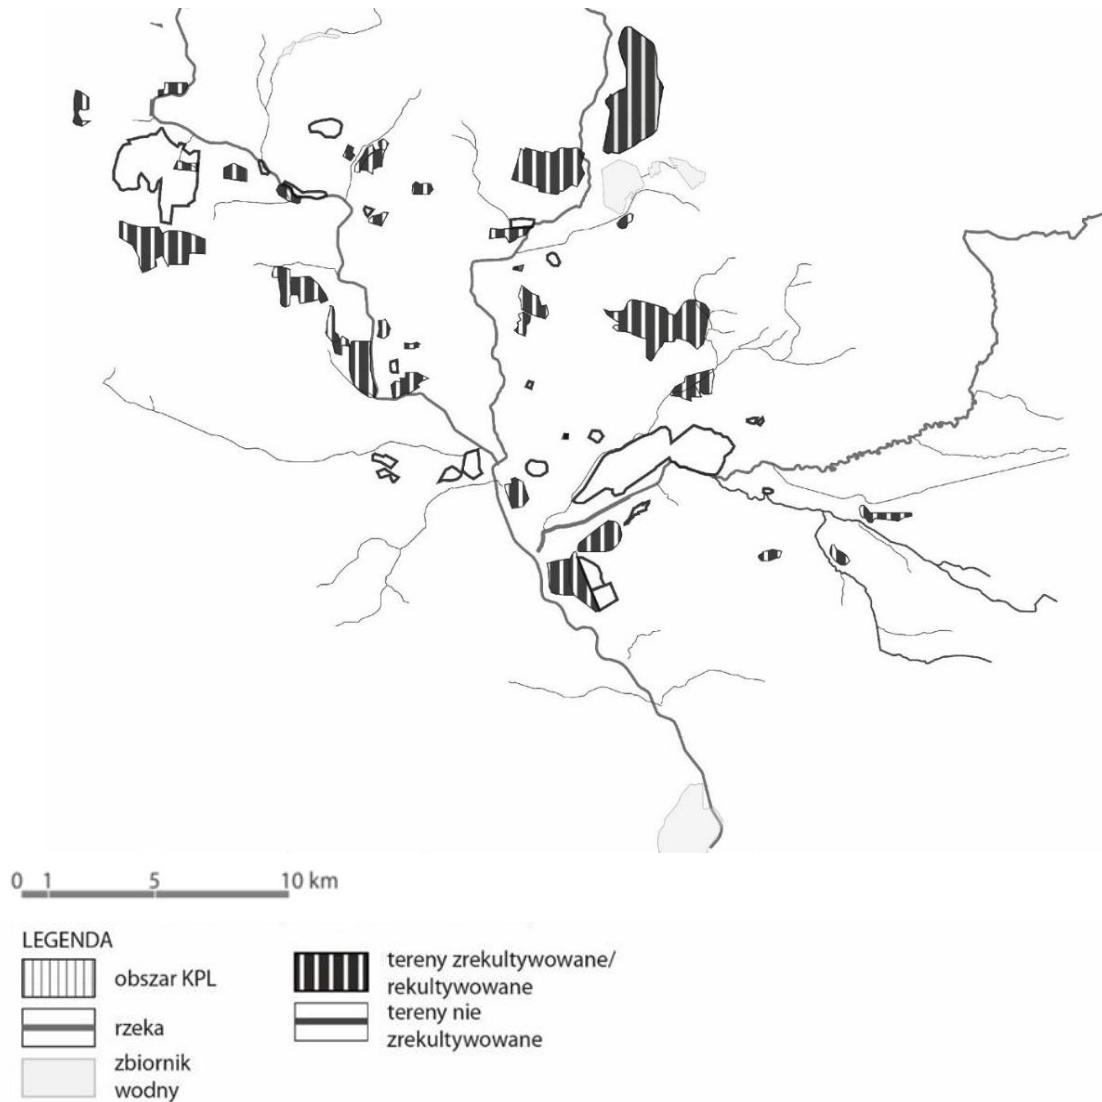 0 1 5 10 km
LEGENDA
obszar KPL
rzeka
zbiornik
wodny
tereny zrekultywowane/
rekultywowane
tereny nie
zrekultywowane